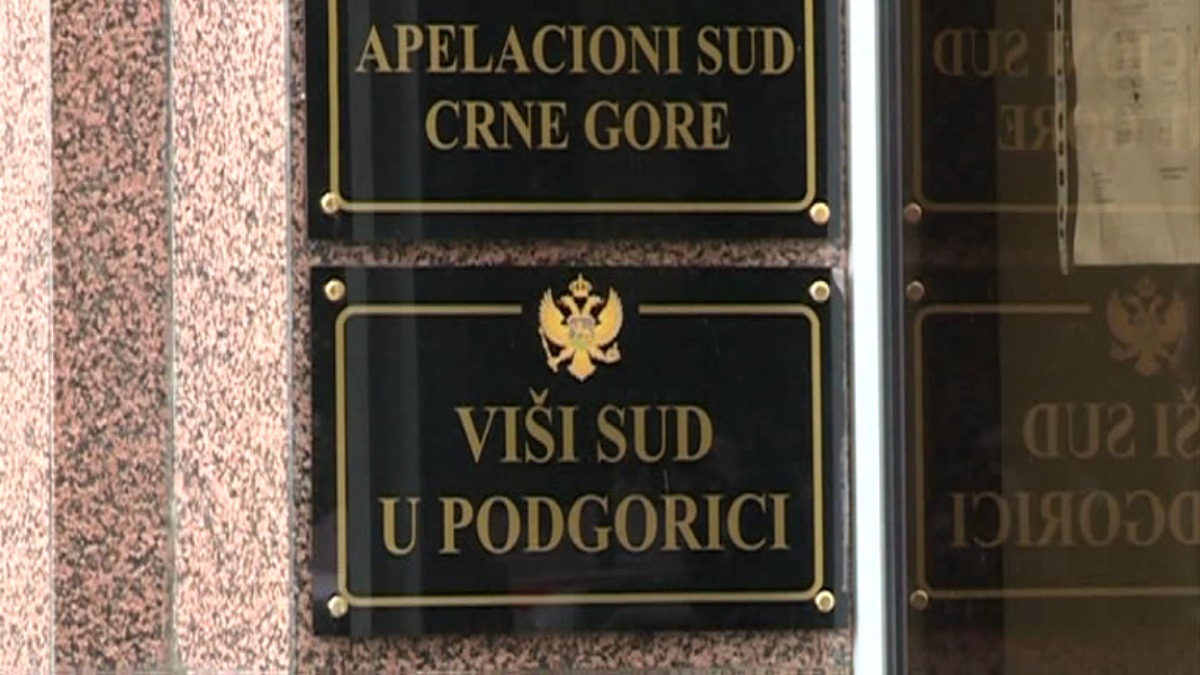 APELACIONI SUD
CRNE GORE
VIŠI SUD
U PODGORICI